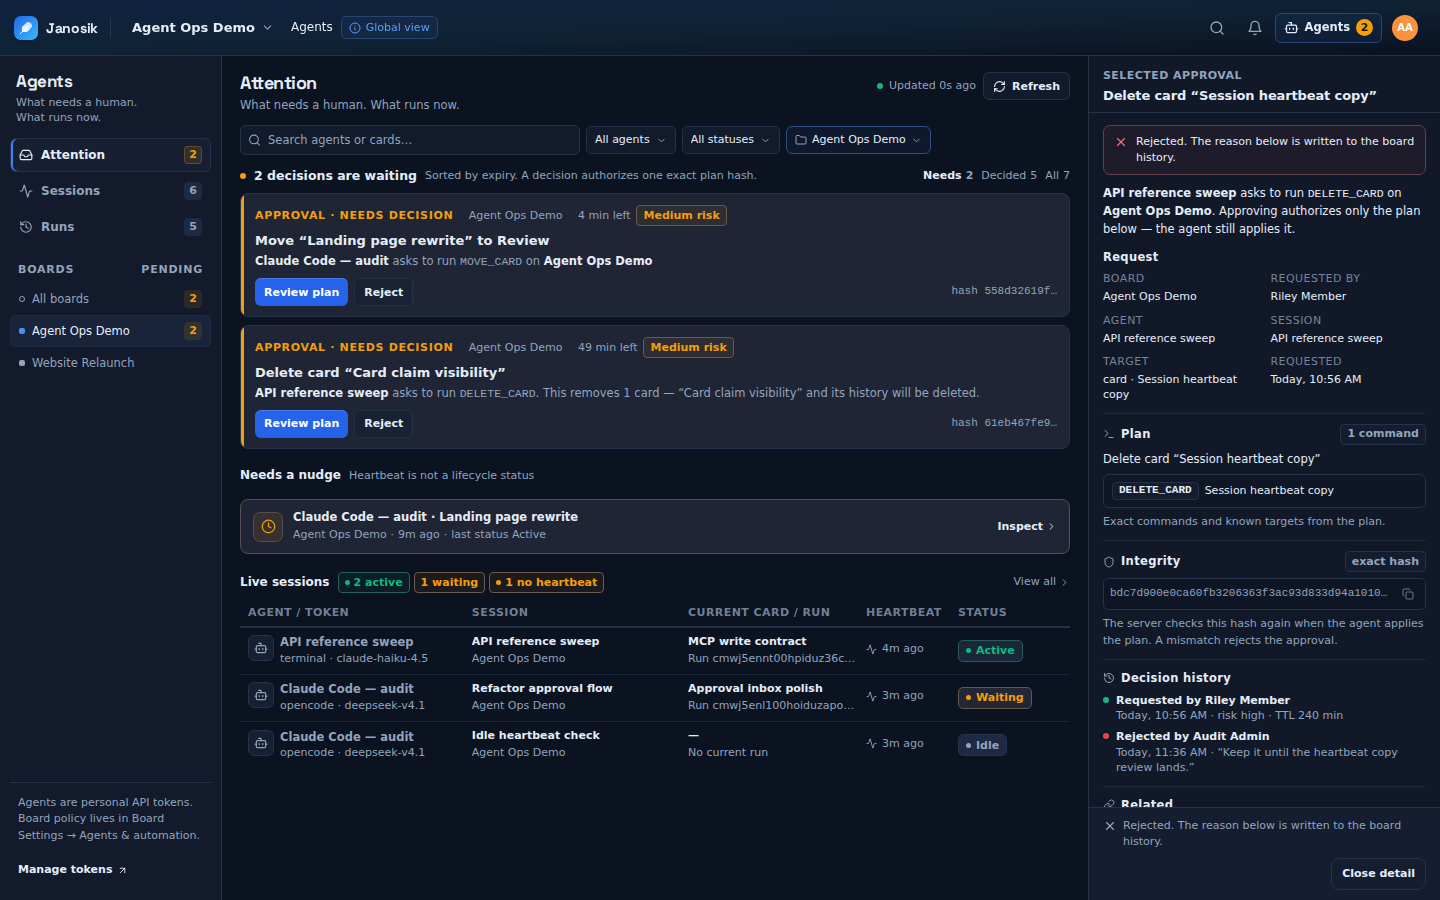 Janosik
Agent Ops Demo
Agents
Global view
Agents 2
AA
Agents
What needs a human.
What runs now.
Attention 2
Sessions 6
Runs 5
BOARDS PENDING
All boards 2
Agent Ops Demo 2
Website Relaunch
Agents are personal API tokens.
Board policy lives in Board
Settings → Agents & automation.
Manage tokens
Attention
What needs a human. What runs now.
Updated 0s ago
Refresh
Search agents or cards...
All agents
All statuses
Agent Ops Demo
2 decisions are waiting Sorted by expiry. A decision authorizes one exact plan hash.
Needs 2 Decided 5 All 7
APPROVAL · NEEDS DECISION Agent Ops Demo 4 min left Medium risk
Move “Landing page rewrite” to Review
Claude Code — audit asks to run MOVE_CARD on Agent Ops Demo
Review plan Reject hash 558d32619f…
APPROVAL · NEEDS DECISION Agent Ops Demo 49 min left Medium risk
Delete card “Card claim visibility”
API reference sweep asks to run DELETE_CARD. This removes 1 card — “Card claim visibility” and its history will be deleted.
Review plan Reject hash 61eb467fe9…
Needs a nudge Heartbeat is not a lifecycle status
Claude Code — audit · Landing page rewrite
Agent Ops Demo · 9m ago · last status Active
Inspect
Live sessions 2 active 1 waiting 1 no heartbeat View all
AGENT / TOKEN SESSION CURRENT CARD / RUN HEARTBEAT STATUS
API reference sweep API reference sweep MCP write contract 4m ago Active
terminal · claude-haiku-4.5 Agent Ops Demo Run cmwj5ennt00hpiduz36c…
Claude Code — audit Refactor approval flow Approval inbox polish 3m ago Waiting
opencode · deepseek-v4.1 Agent Ops Demo Run cmwj5enl100hoiduzapo…
Claude Code — audit Idle heartbeat check — 3m ago Idle
opencode · deepseek-v4.1 Agent Ops Demo No current run
SELECTED APPROVAL
Delete card “Session heartbeat copy”
Rejected. The reason below is written to the board
history.
API reference sweep asks to run DELETE_CARD on
Agent Ops Demo. Approving authorizes only the plan
below — the agent still applies it.
Request
BOARD REQUESTED BY
Agent Ops Demo Riley Member
AGENT SESSION
API reference sweep API reference sweep
TARGET REQUESTED
card · Session heartbeat Today, 10:56 AM
copy
Plan 1 command
Delete card “Session heartbeat copy”
DELETE_CARD Session heartbeat copy
Exact commands and known targets from the plan.
Integrity exact hash
bdc7d900e0ca60fb3206363f3ac93d833d94a1010…
The server checks this hash again when the agent applies
the plan. A mismatch rejects the approval.
Decision history
Requested by Riley Member
Today, 10:56 AM · risk high · TTL 240 min
Rejected by Audit Admin
Today, 11:36 AM · “Keep it until the heartbeat copy
review lands.”
Related
Rejected. The reason below is written to the board
history.
Close detail